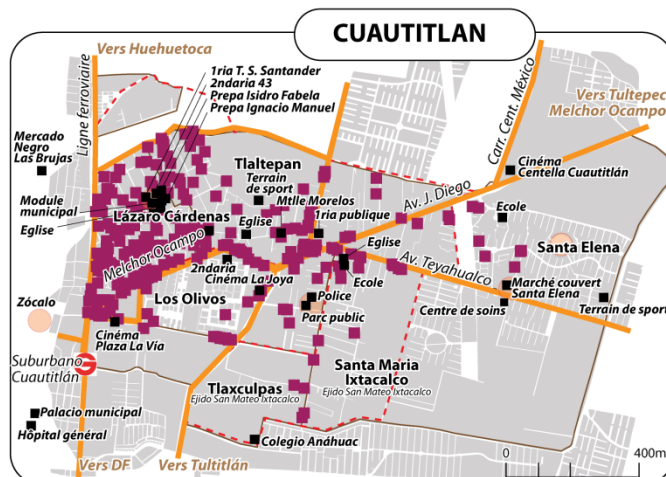 CUAUTITLAN
Vers Huehuetoca
Ligne ferroviaire
1ria T. S. Santander
2ndaria 43
Prepa Isidro Fabela
Prepa Ignacio Manuel
Carr. Cent. México
Vers Tultepec
Melchor Ocampo
Mercado
Negro
Las Brujas
Tlaltepan
Terrain
de sport
Cinéma
Centella Cuautitlán
Module
municipal
Eglise
Lázaro Cárdenas
Mtlle Morelos
1ria publique
Eglise
Av. J. Diego
Ecole
Melchor Ocampo
Eglise
Santa Elena
2ndaria
Cinéma La Joya
Ecole
Av. Teyahualco
Zócalo
Los Olivos
Police
Parc public
Marché couvert
Santa Elena
Centre de soins
Terrain de sport
Cinéma
Plaza La Vía
Suburbano
Cuautitlán
Santa Maria
Ixtacalco
Ejido San Mateo Ixtacalco
Tlaxculpas
Ejido San Mateo Ixtacalco
Palacio municipal
Hôpital général
Colegio Anáhuac
Vers DF
Vers Tultitlán
0
400m